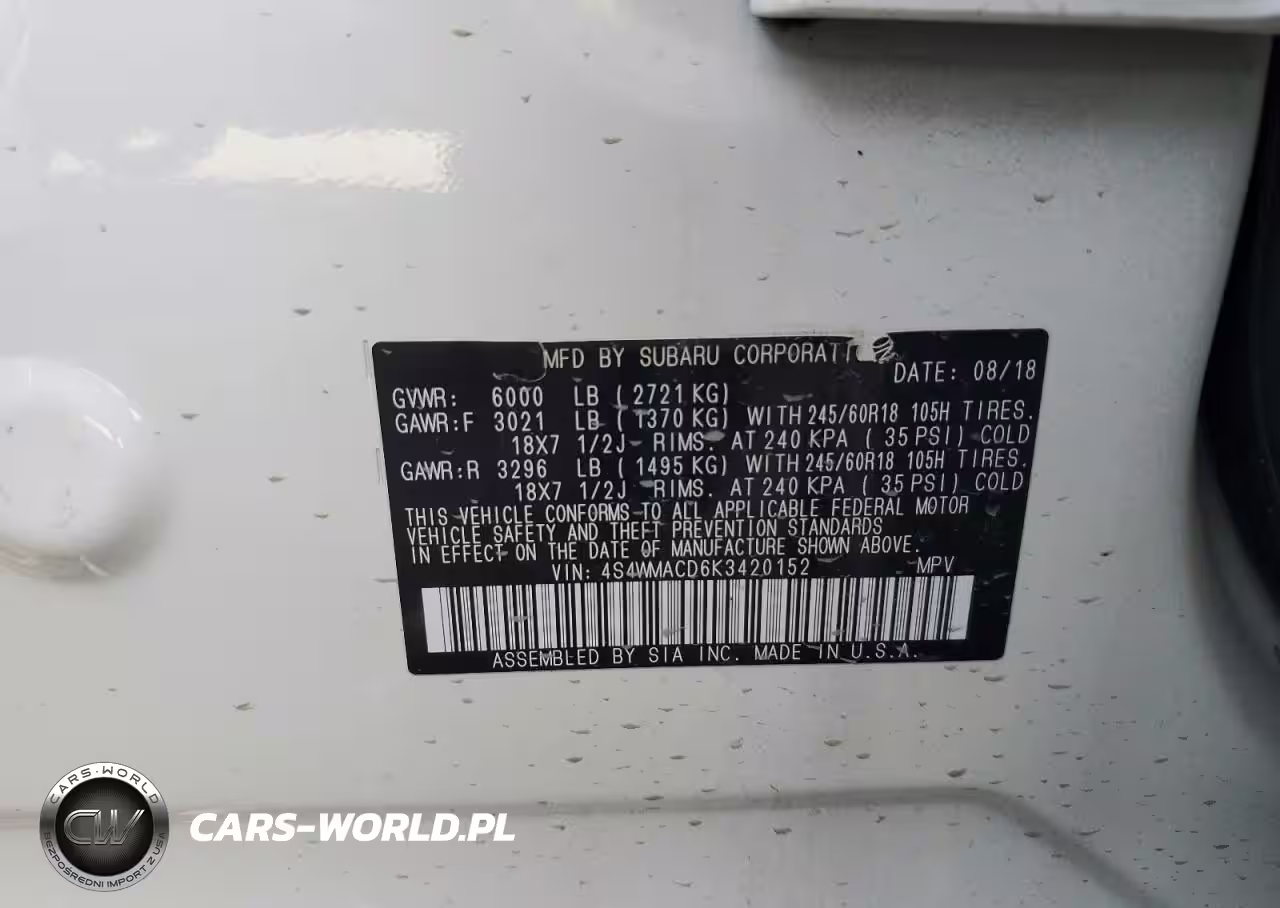 MFD BY SUBARU CORPORATI
DATE: 08/18
GVWR: 6000 LB ( 2721 KG)
GAWR:F 3021 LB ( 1370 KG) WITH 245/60R18 105H TIRES.
18X7 1/2J RIMS. AT 240 KPA ( 35 PSI) COLD
GAWR:R 3296 LB ( 1495 KG) WITH 245/60R18 105H TIRES.
18X7 1/2J RIMS. AT 240 KPA ( 35 PSI) COLD
THIS VEHICLE CONFORMS TO ALL APPLICABLE FEDERAL MOTOR
VEHICLE SAFETY AND THEFT PREVENTION STANDARDS
IN EFFECT ON THE DATE OF MANUFACTURE SHOWN ABOVE.
VIN: 4S4WMACD6K3420152 MPV
ASSEMBLED BY SIA INC. MADE IN U.S.A.
CARS-WORLD
CW
BEZPOŚREDNI IMPORT Z USA
CARS-WORLD.PL